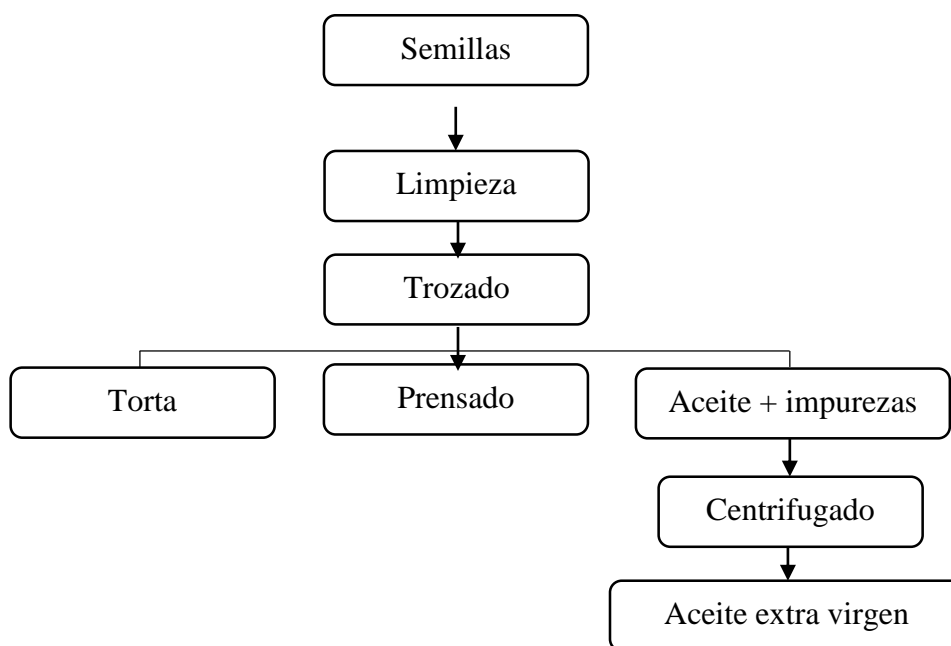 Semillas
Limpieza
Trozado
Torta
Prensado
Aceite + impurezas
Centrifugado
Aceite extra virgen